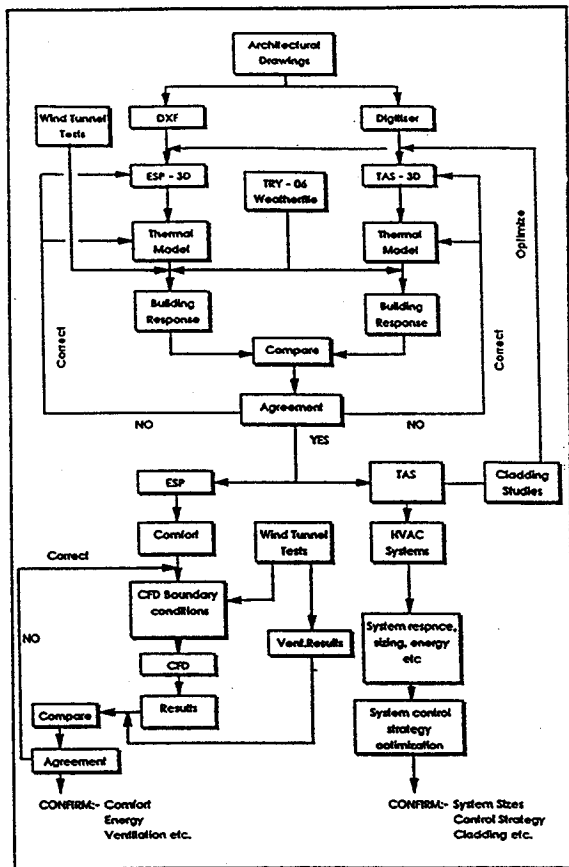 Architectural
Drawings
Wind Tunnel
Tests
DXF
Digitiser
ESP - 3D
TRY - 06
Weatherfile
TAS - 3D
Optimize
Thermal
Model
Thermal
Model
Building
Response
Building
Response
Correct
Compare
Correct
Agreement
NO
NO
YES
ESP
TAS
Cladding
Studies
Comfort
Wind Tunnel
Tests
HVAC
Systems
Correct
CFD Boundary
conditions
NO
Vent.Results
System respnce,
sizing, energy
etc
CFD
Results
Compare
System control
strategy
optimization
Agreement
CONFIRM:- Comfort
Energy
Ventilation etc.
CONFIRM:- System Sizes
Control Strategy
Cladding etc.